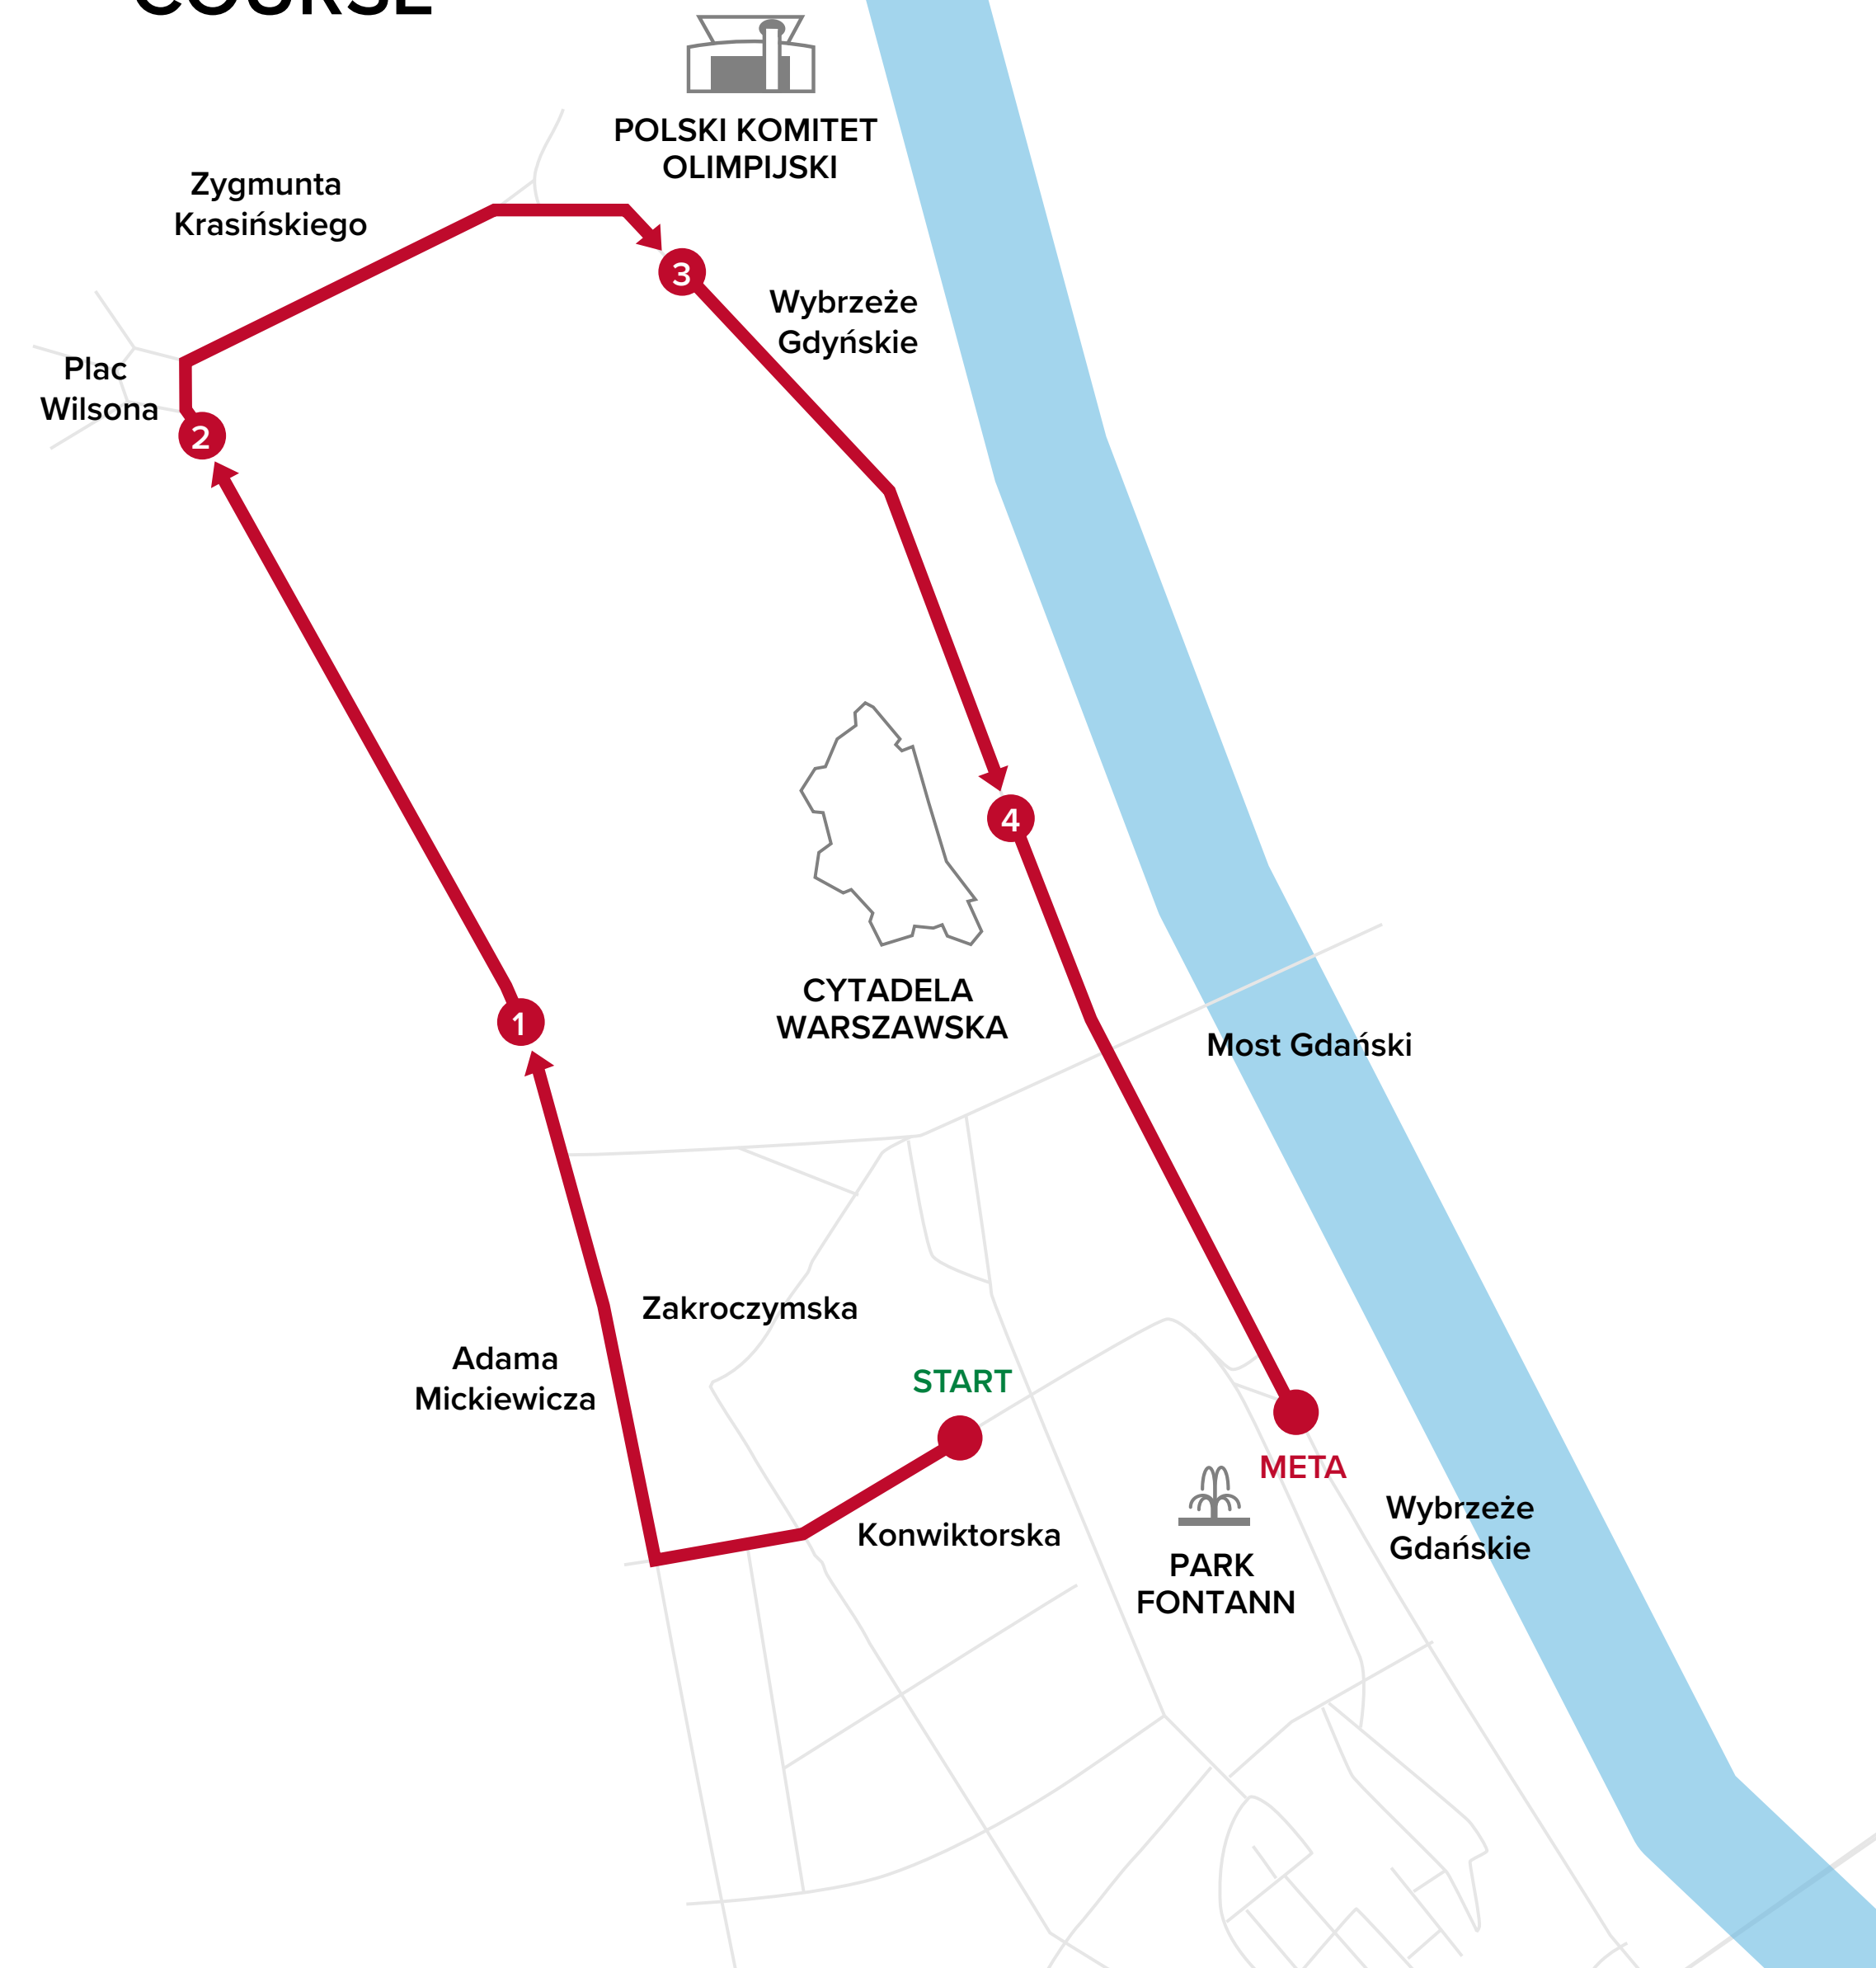 COURSE
POLSKI KOMITET
OLIMPIJSKI
Zygmunta
Krasińskiego
3
Wybrzeże
Gdyńskie
Plac
Wilsona
2
4
CYTADELA
WARSZAWSKA
1
Most Gdański
Zakroczymska
Adama
Mickiewicza
START
META
Konwiktorska
Wybrzeże
Gdańskie
PARK
FONTANN